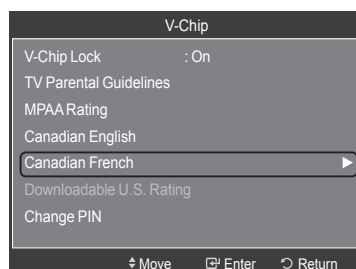 V-Chip
V-Chip Lock : On
TV Parental Guidelines
MPAA Rating
Canadian English
Canadian French
Downloadable U.S. Rating
Change PIN
Move Enter Return